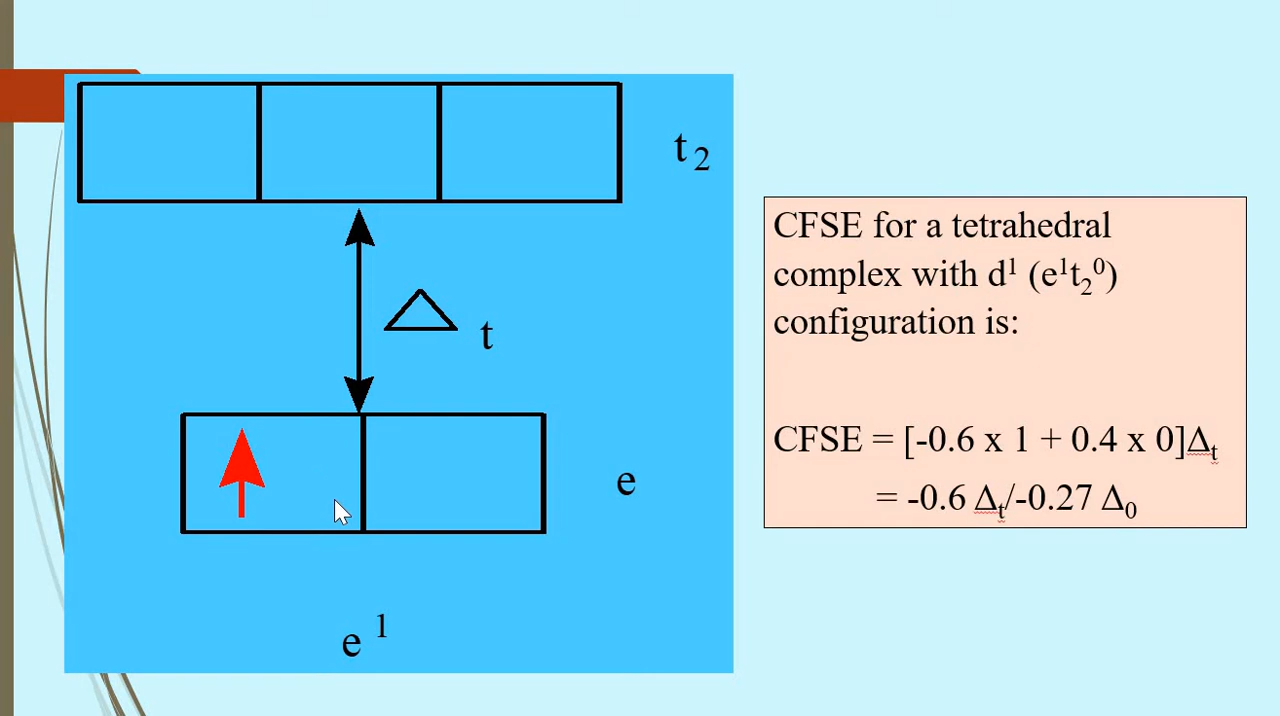 t₂
Δ t
e
e¹
CFSE for a tetrahedral
complex with d¹ (e¹t₂⁰)
configuration is:
CFSE = [-0.6 x 1 + 0.4 x 0]Δₜ
= -0.6 Δₜ/-0.27 Δ₀